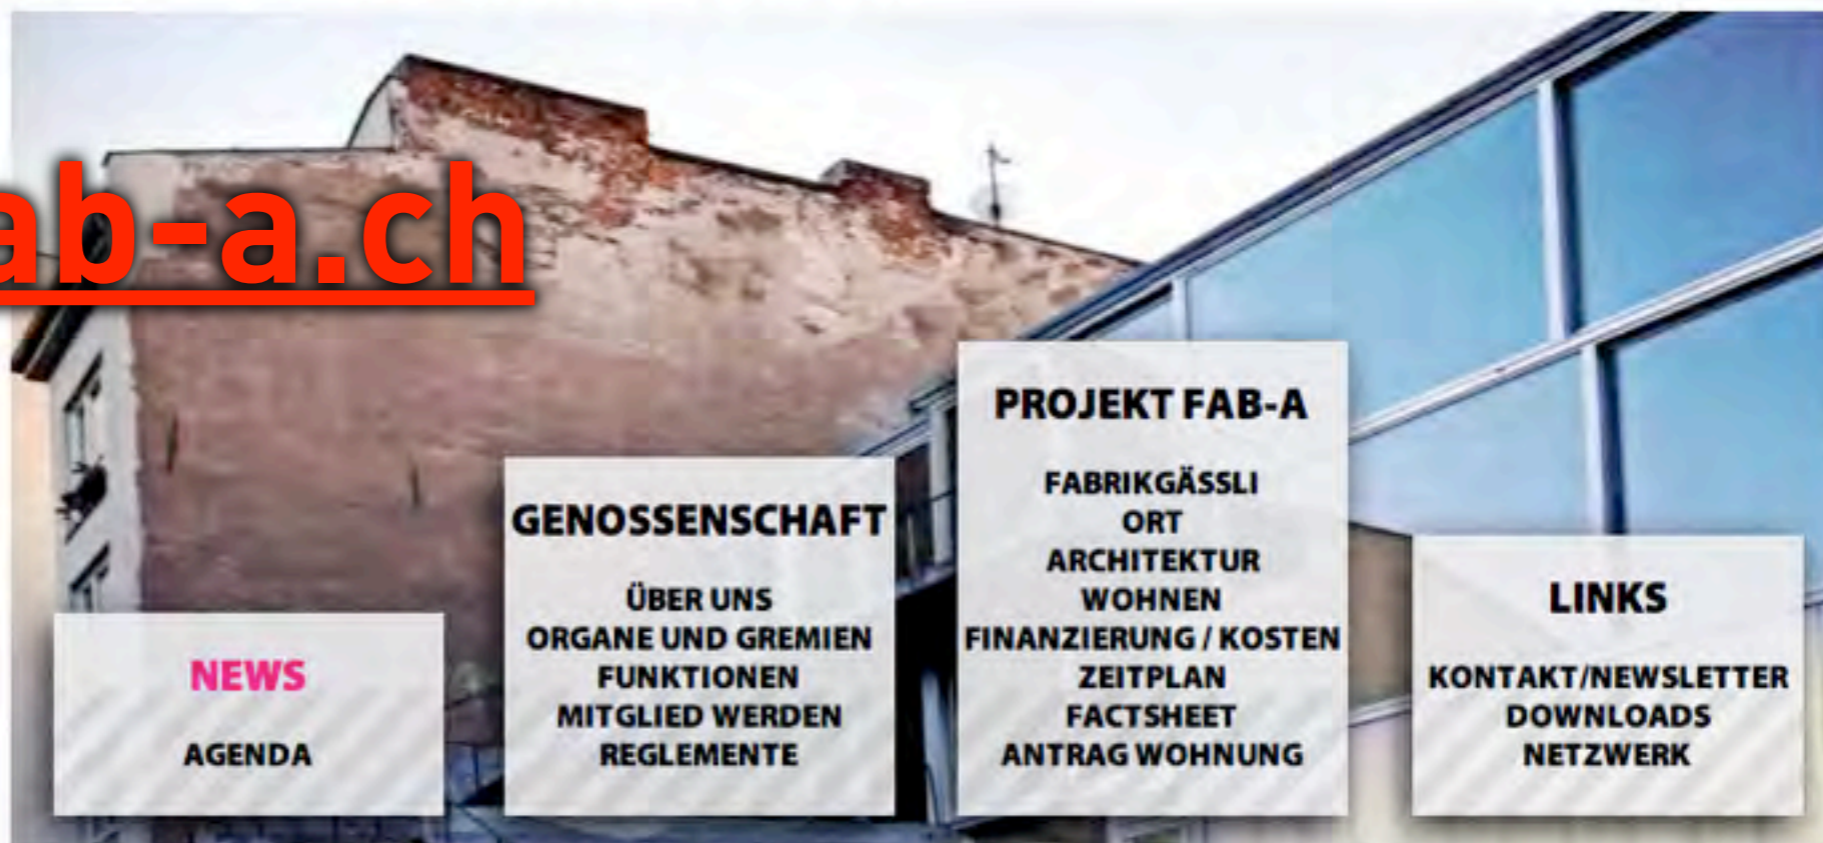 ab-a.ch
NEWS
AGENDA
GENOSSENSCHAFT
ÜBER UNS
ORGANE UND GREMIEN
FUNKTIONEN
MITGLIED WERDEN
REGLEMENTE
PROJEKT FAB-A
FABRIKGÄSSLI
ORT
ARCHITEKTUR
WOHNEN
FINANZIERUNG / KOSTEN
ZEITPLAN
FACTSHEET
ANTRAG WOHNUNG
LINKS
KONTAKT/NEWSLETTER
DOWNLOADS
NETZWERK